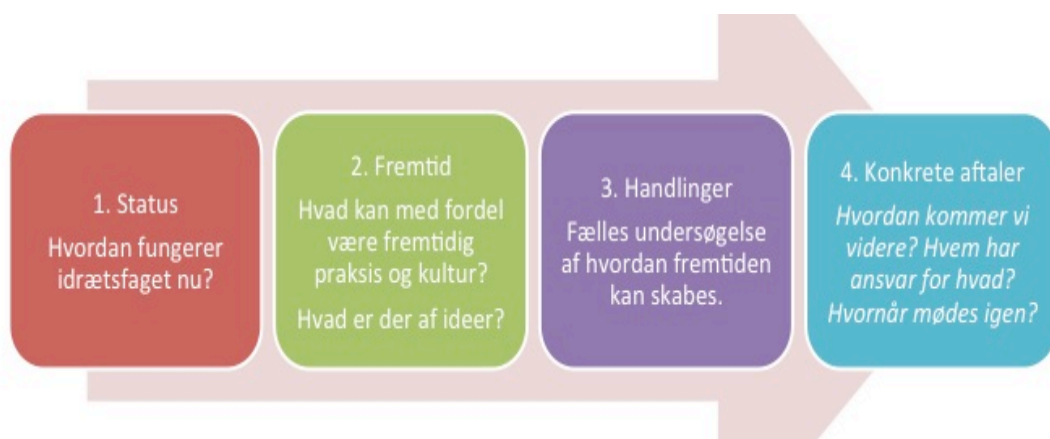 1. Status
Hvordan fungerer
idrætsfaget nu?
2. Fremtid
Hvad kan med fordel
være fremtidig
praksis og kultur?
Hvad er der af ideer?
3. Handlinger
Fælles undersøgelse
af hvordan fremtiden
kan skabes.
4. Konkrete aftaler
Hvordan kommer vi
videre? Hvem har
ansvar for hvad?
Hvornår mødes igen?